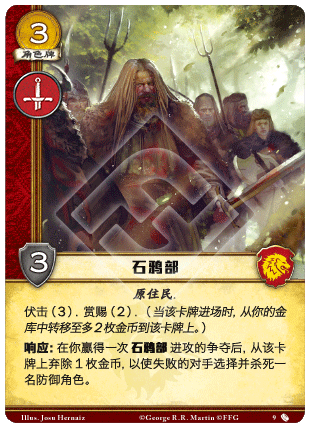 3
角色牌
3
石鸦部
原住民.
伏击 (3) . 赏赐 (2) . (当该卡牌进场时, 从你的金
库中转移至多2枚金币到该卡牌上。)
响应: 在你赢得一次石鸦部进攻的争夺后, 从该卡
牌上弃除1枚金币, 以使失败的对手选择并杀死一
名防御角色。
Illus. Josu Hernaiz ©George R.R. Martin ©FFG 9